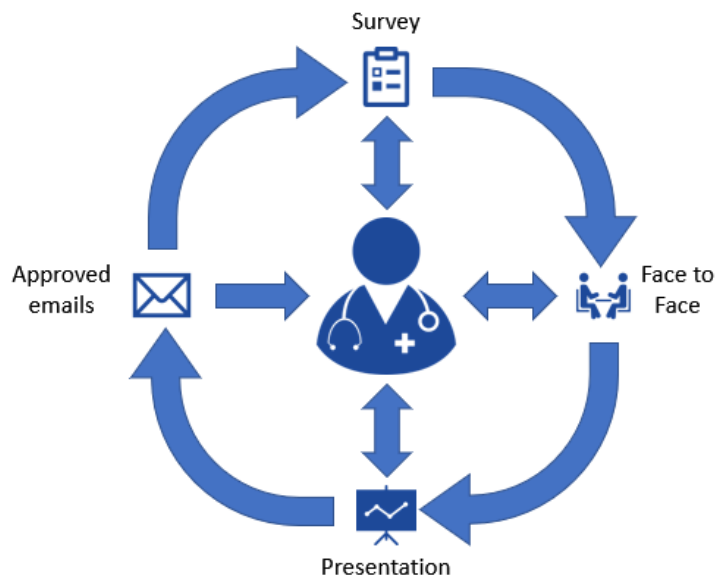 Survey
Approved
emails
Face to
Face
Presentation